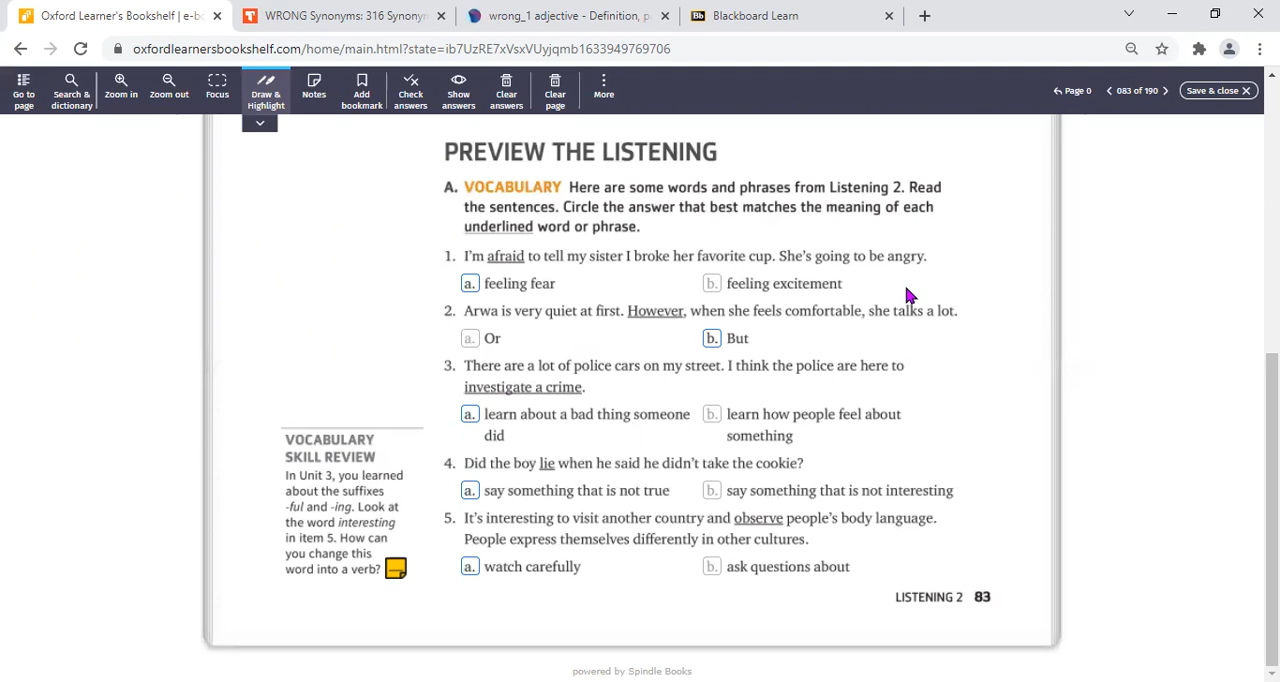 Oxford Learner's Bookshelf | e-bo
WRONG Synonyms: 316 Synonym
wrong_1 adjective - Definition, p
Bb
Blackboard Learn
oxfordlearnersbookshelf.com/home/main.html?state=ib7UzRE7xVsxVUyjqmb1633949769706
Go to page
Search & dictionary
Zoom in
Zoom out
Focus
Draw & Highlight
Notes
Add bookmark
Check answers
Show answers
Clear answers
Clear page
More
Page 0
083 of 190
Save & close
PREVIEW THE LISTENING
A. VOCABULARY Here are some words and phrases from Listening 2. Read
the sentences. Circle the answer that best matches the meaning of each
underlined word or phrase.
1. I'm afraid to tell my sister I broke her favorite cup. She's going to be angry.
a. feeling fear b. feeling excitement
2. Arwa is very quiet at first. However, when she feels comfortable, she talks a lot.
a. Or b. But
3. There are a lot of police cars on my street. I think the police are here to
investigate a crime.
a. learn about a bad thing someone
did
b. learn how people feel about
something
4. Did the boy lie when he said he didn't take the cookie?
a. say something that is not true b. say something that is not interesting
5. It's interesting to visit another country and observe people's body language.
People express themselves differently in other cultures.
a. watch carefully b. ask questions about
VOCABULARY
SKILL REVIEW
In Unit 3, you learned
about the suffixes
-ful and -ing. Look at
the word interesting
in item 5. How can
you change this
word into a verb?
LISTENING 2 83
powered by Spindle Books